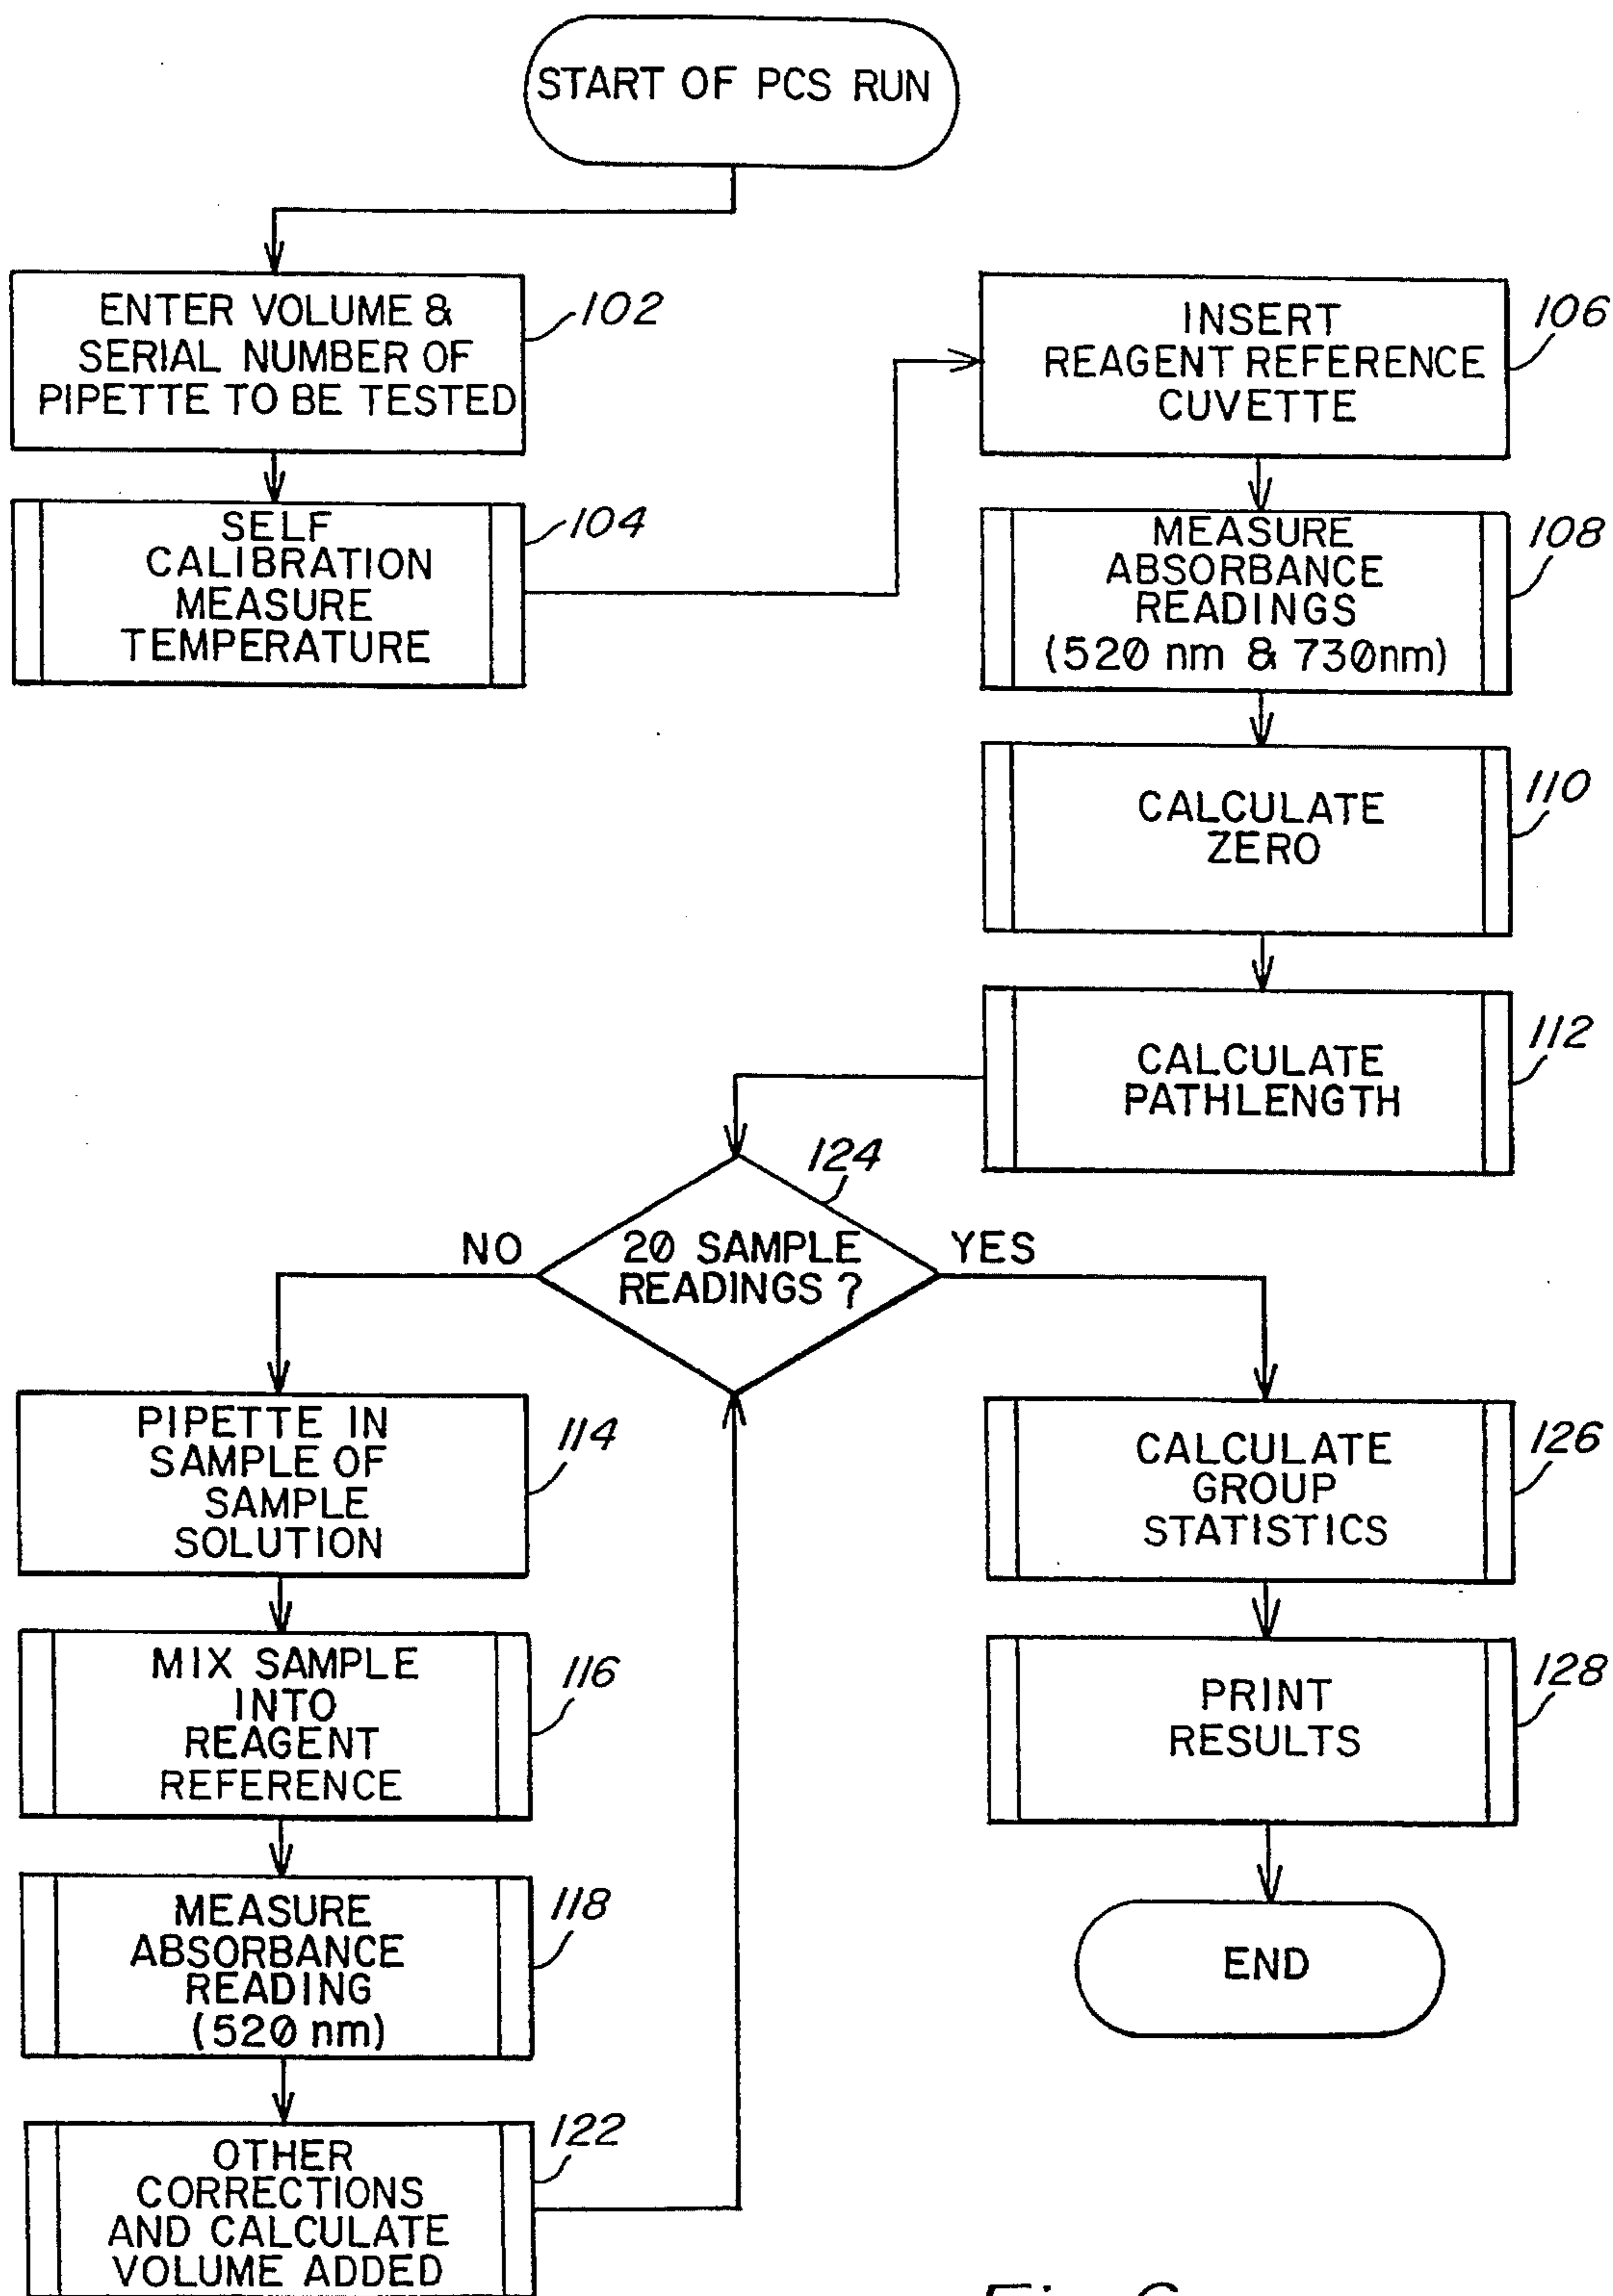 START OF PCS RUN
ENTER VOLUME &
SERIAL NUMBER OF
PIPETTE TO BE TESTED
102
SELF
CALIBRATION
MEASURE
TEMPERATURE
104
INSERT
REAGENT REFERENCE
CUVETTE
106
MEASURE
ABSORBANCE
READINGS
(520 nm & 730nm)
108
CALCULATE
ZERO
110
CALCULATE
PATHLENGTH
112
124
20 SAMPLE
READINGS ?
NO
YES
PIPETTE IN
SAMPLE OF
SAMPLE
SOLUTION
114
MIX SAMPLE
INTO
REAGENT
REFERENCE
116
MEASURE
ABSORBANCE
READING
(520 nm)
118
OTHER
CORRECTIONS
AND CALCULATE
VOLUME ADDED
122
CALCULATE
GROUP
STATISTICS
126
PRINT
RESULTS
128
END